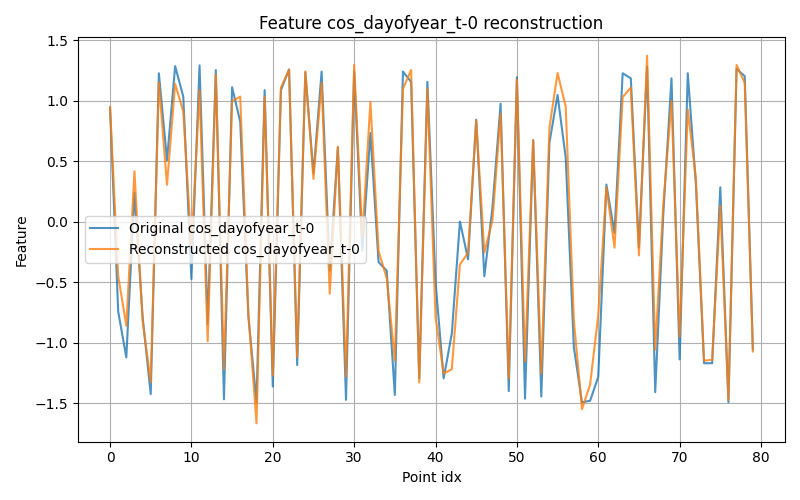 Feature cos_dayofyear_t-0 reconstruction
1.5
1.0
0.5
0.0
−0.5
−1.0
−1.5
Feature
Original cos_dayofyear_t-0
Reconstructed cos_dayofyear_t-0
0 10 20 30 40 50 60 70 80
Point idx